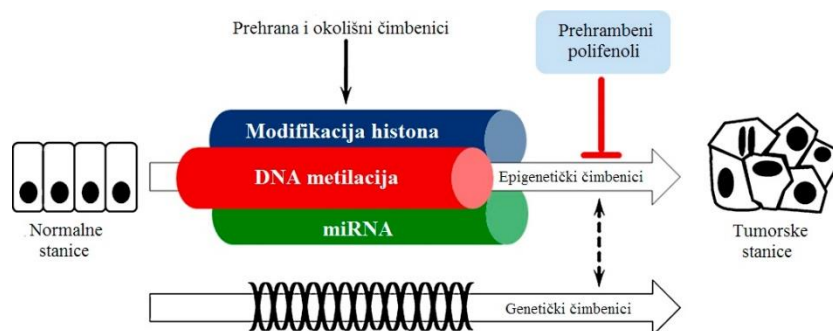 Prehrana i okolišni čimbenici
Prehrambeni
polifenoli
Modifikacija histona
DNA metilacija
Epigenetički čimbenici
miRNA
Normalne
stanice
Tumorske
stanice
Genetički čimbenici